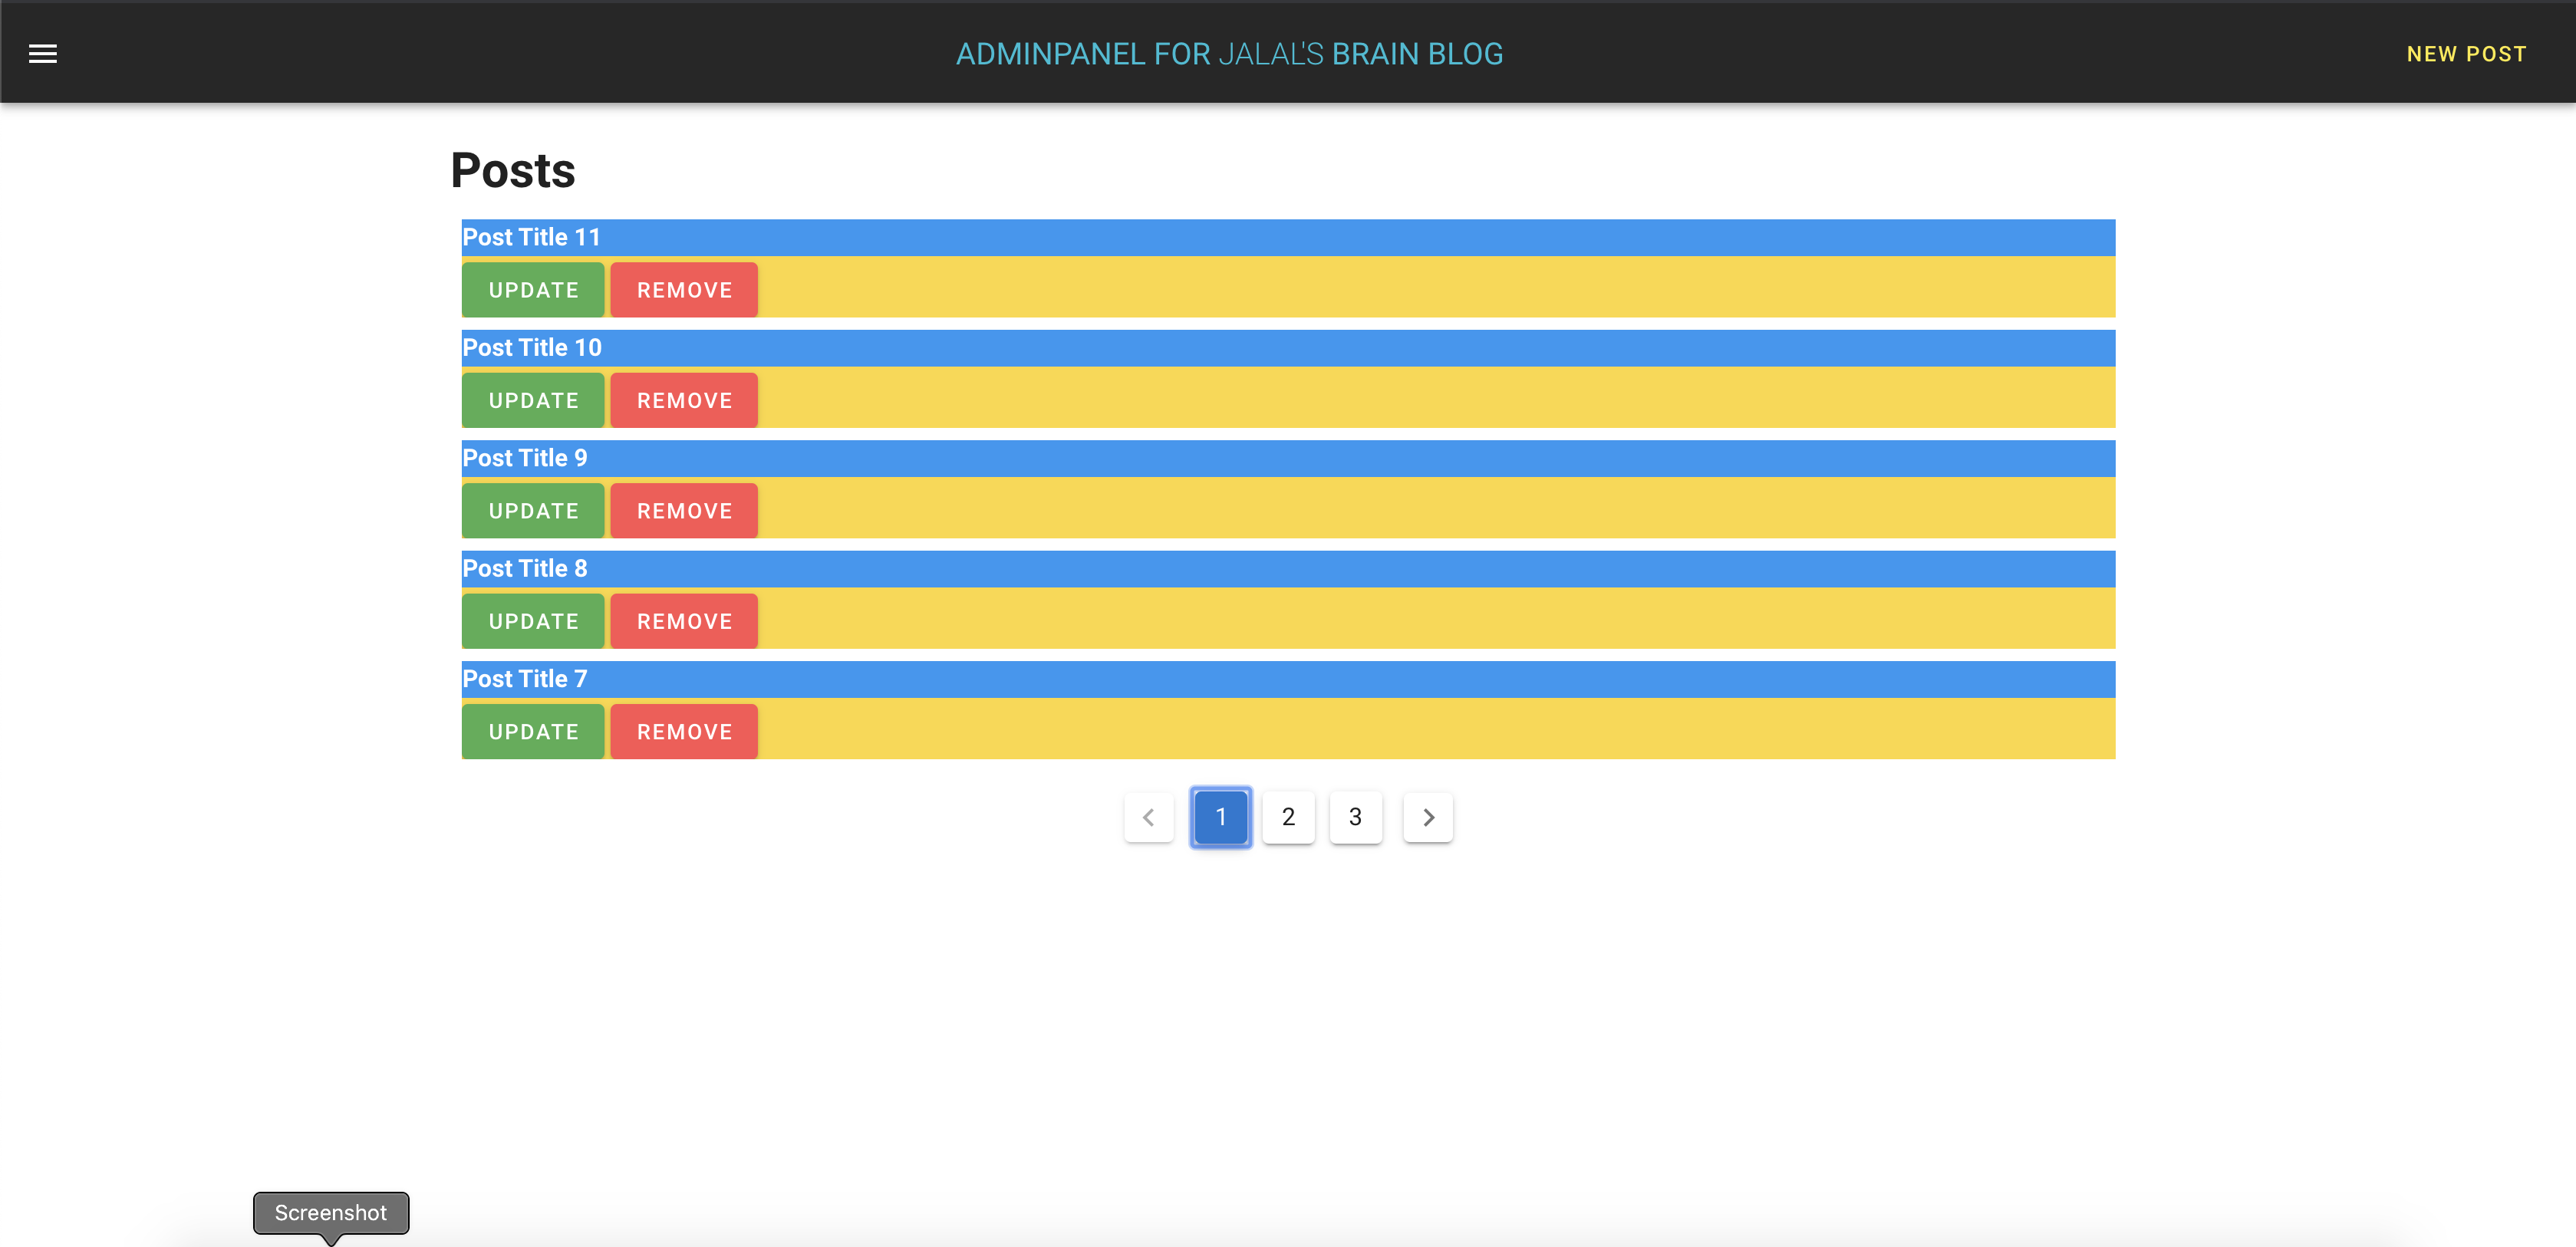 ADMINPANEL FOR JALAL'S BRAIN BLOG
NEW POST
Posts
Post Title 11
UPDATE REMOVE
Post Title 10
UPDATE REMOVE
Post Title 9
UPDATE REMOVE
Post Title 8
UPDATE REMOVE
Post Title 7
UPDATE REMOVE
1 2 3
Screenshot